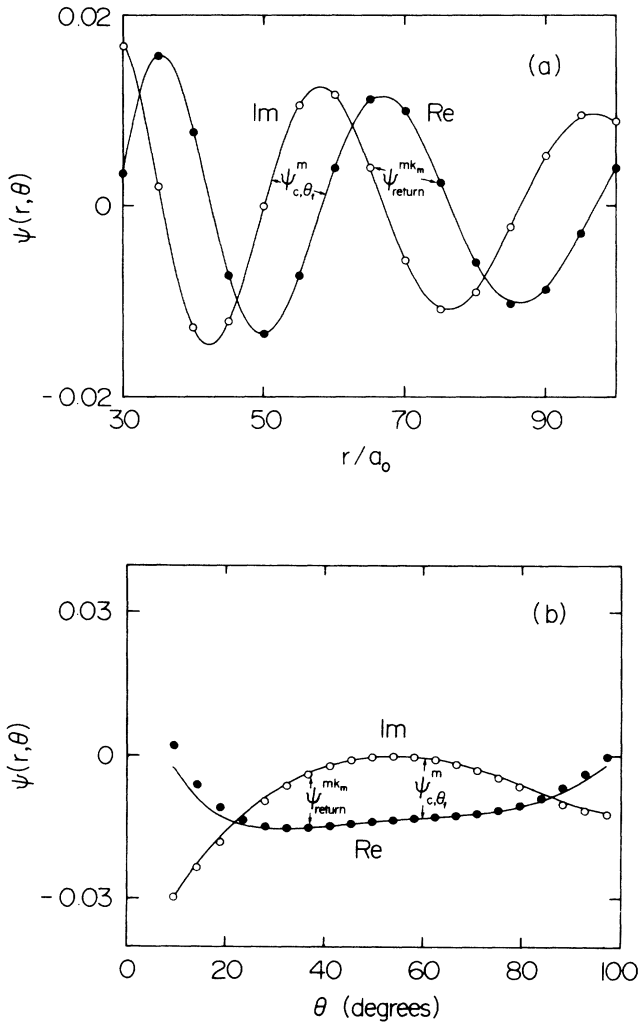 0.02
(a)
Im
Re
ψ^m_{c,θ_f}
ψ^{mk_m}_{return}
ψ(r,θ)
0
-0.02
30
50
70
90
r/a_o
0.03
(b)
Im
ψ(r,θ)
0
ψ^{mk_m}_{return}
ψ^m_{c,θ_f}
Re
-0.03
0
20
40
60
80
100
θ (degrees)